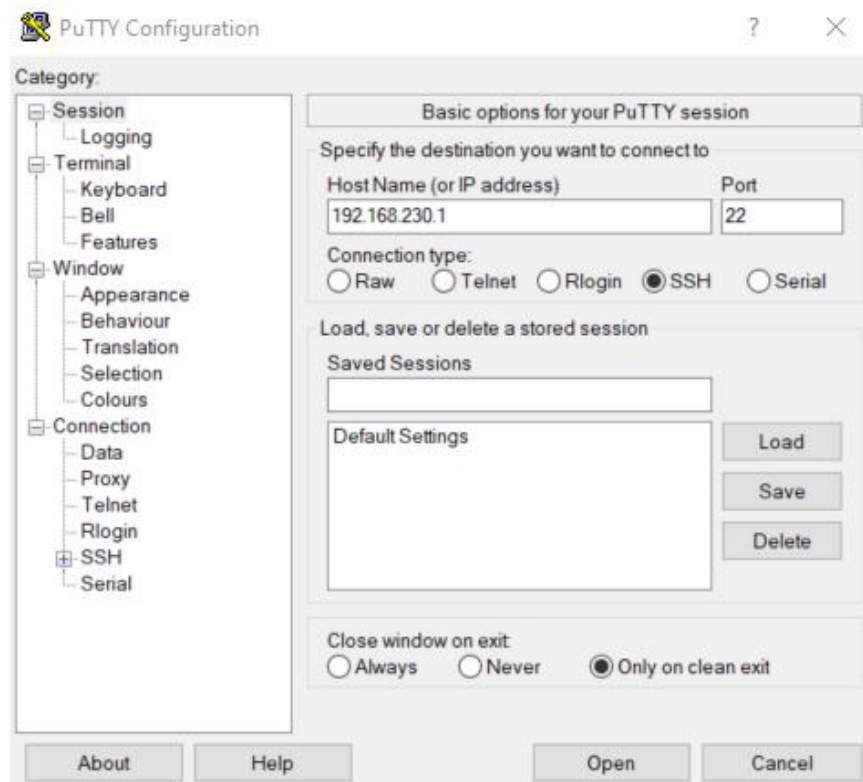 PuTTY Configuration
?
Category:
Session
Logging
Terminal
Keyboard
Bell
Features
Window
Appearance
Behaviour
Translation
Selection
Colours
Connection
Data
Proxy
Telnet
Rlogin
SSH
Serial
Basic options for your PuTTY session
Specify the destination you want to connect to
Host Name (or IP address) Port
192.168.230.1 22
Connection type:
Raw Telnet Rlogin SSH Serial
Load, save or delete a stored session
Saved Sessions
Default Settings
Load
Save
Delete
Close window on exit:
Always Never Only on clean exit
About Help Open Cancel